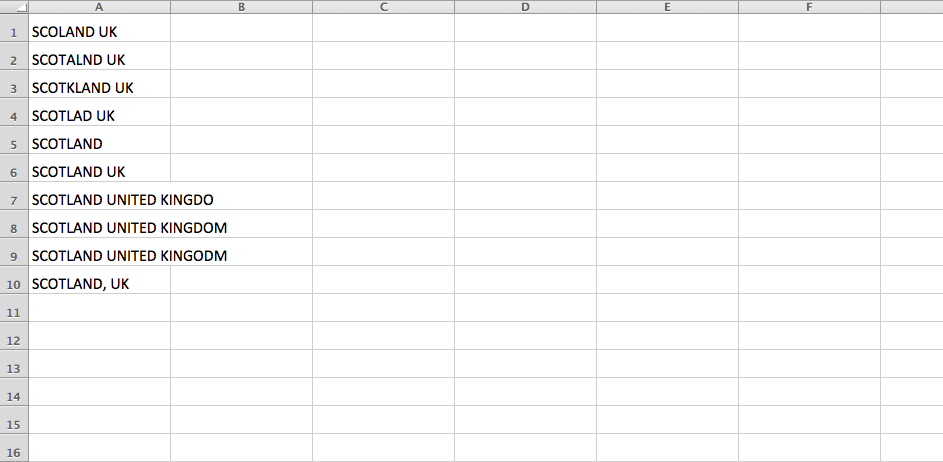 A B C D E F
1 SCOLAND UK
2 SCOTALND UK
3 SCOTKLAND UK
4 SCOTLAD UK
5 SCOTLAND
6 SCOTLAND UK
7 SCOTLAND UNITED KINGDO
8 SCOTLAND UNITED KINGDOM
9 SCOTLAND UNITED KINGODM
10 SCOTLAND, UK
11
12
13
14
15
16